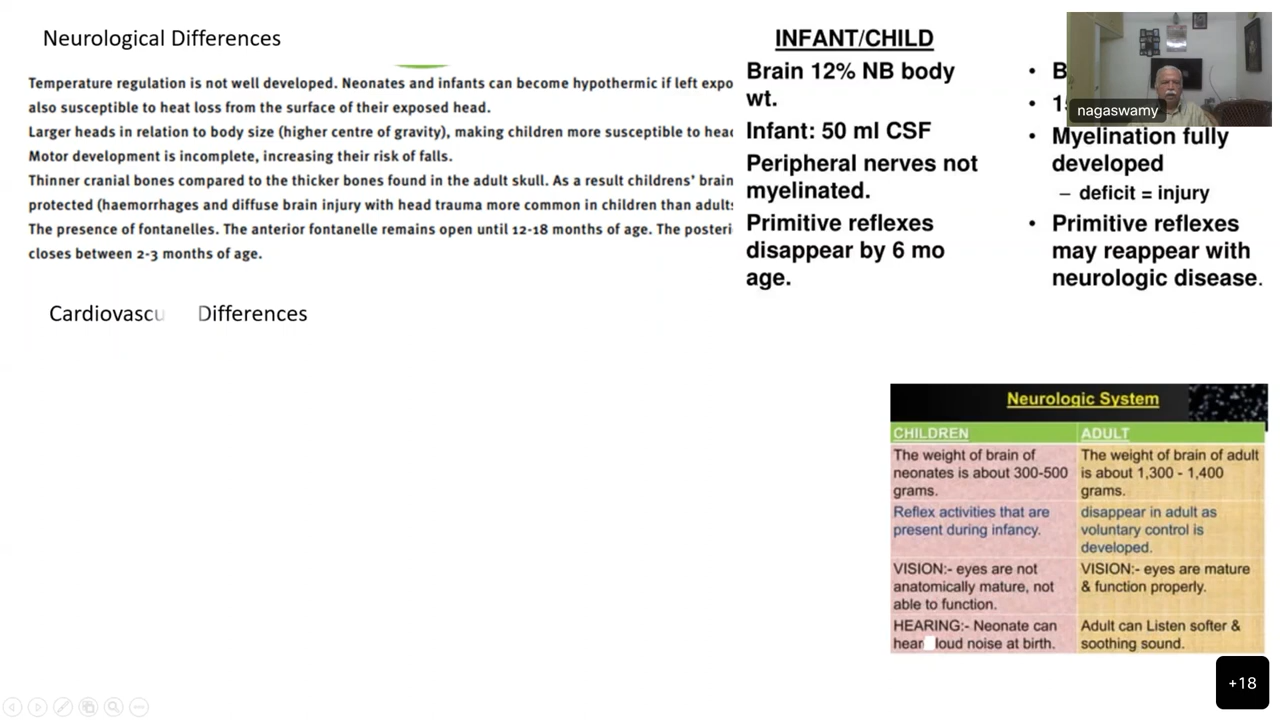 Neurological Differences
Temperature regulation is not well developed. Neonates and infants can become hypothermic if left expo
also susceptible to heat loss from the surface of their exposed head.
Larger heads in relation to body size (higher centre of gravity), making children more susceptible to head
Motor development is incomplete, increasing their risk of falls.
Thinner cranial bones compared to the thicker bones found in the adult skull. As a result childrens' brain
protected (haemorrhages and diffuse brain injury with head trauma more common in children than adults
The presence of fontanelles. The anterior fontanelle remains open until 12-18 months of age. The posteri
closes between 2-3 months of age.
Cardiovascu Differences
INFANT/CHILD
Brain 12% NB body
wt.
Infant: 50 ml CSF
Peripheral nerves not
myelinated.
Primitive reflexes
disappear by 6 mo
age.
• B
• 1
nagaswamy
• Myelination fully
developed
– deficit = injury
• Primitive reflexes
may reappear with
neurologic disease.
Neurologic System
CHILDREN
ADULT
The weight of brain of
neonates is about 300-500
grams.
The weight of brain of adult
is about 1,300 - 1,400
grams.
Reflex activities that are
present during infancy.
disappear in adult as
voluntary control is
developed.
VISION:- eyes are not
anatomically mature, not
able to function.
VISION:- eyes are mature
& function properly.
HEARING:- Neonate can
hear loud noise at birth.
Adult can Listen softer &
soothing sound.
+18